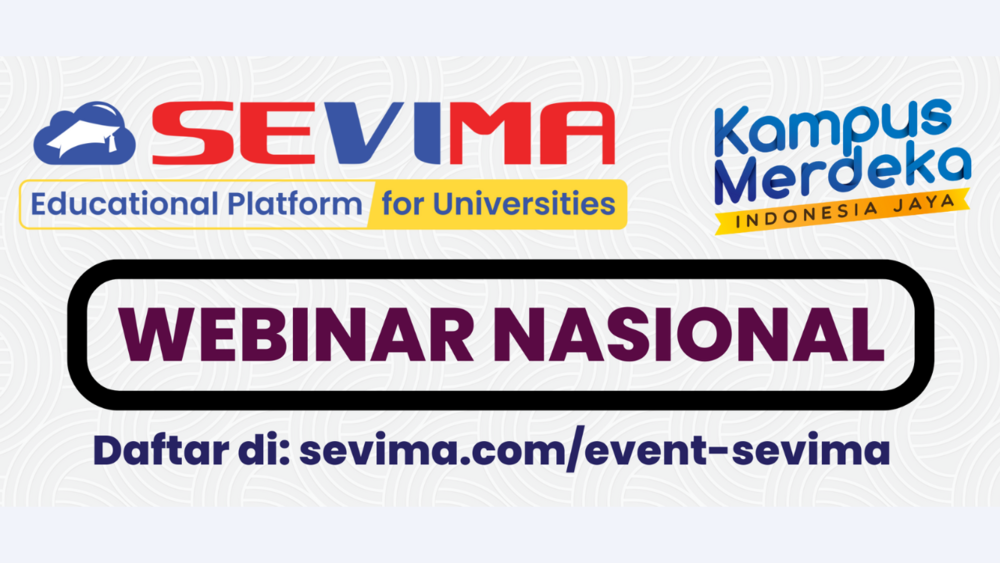 SEVIMA
Educational Platform for Universities
Kampus
Merdeka
INDONESIA JAYA
WEBINAR NASIONAL
Daftar di: sevima.com/event-sevima